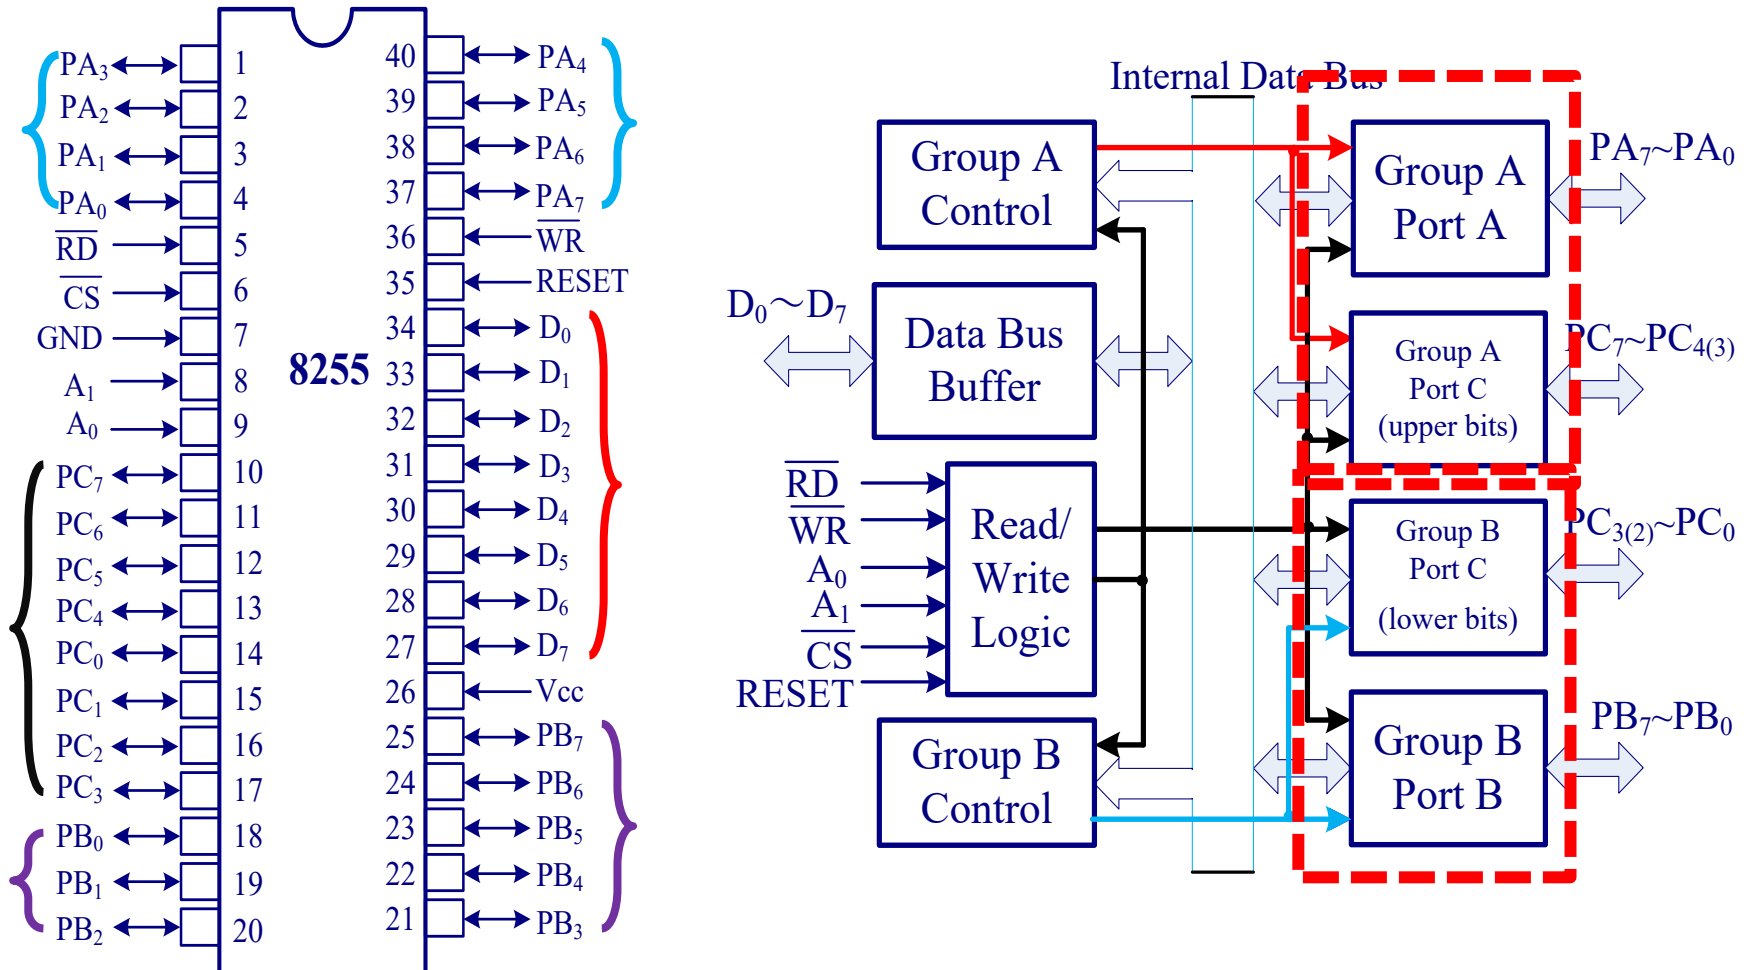 PA₃ 1
PA₂ 2
PA₁ 3
PA₀ 4
R̅D̅ 5
C̅S̅ 6
GND 7
A₁ 8
A₀ 9
PC₇ 10
PC₆ 11
PC₅ 12
PC₄ 13
PC₀ 14
PC₁ 15
PC₂ 16
PC₃ 17
PB₀ 18
PB₁ 19
PB₂ 20
8255
40 PA₄
39 PA₅
38 PA₆
37 PA₇
36 W̅R̅
35 RESET
34 D₀
33 D₁
32 D₂
31 D₃
30 D₄
29 D₅
28 D₆
27 D₇
26 Vcc
25 PB₇
24 PB₆
23 PB₅
22 PB₄
21 PB₃
Internal Data Bus
Group A
Control
D₀～D₇
Data Bus
Buffer
R̅D̅
W̅R̅
A₀
A₁
C̅S̅
RESET
Read/
Write
Logic
Group B
Control
Group A
Port A
PA₇~PA₀
Group A
Port C
(upper bits)
PC₇~PC₄₍₃₎
Group B
Port C
(lower bits)
PC₃₍₂₎~PC₀
Group B
Port B
PB₇~PB₀